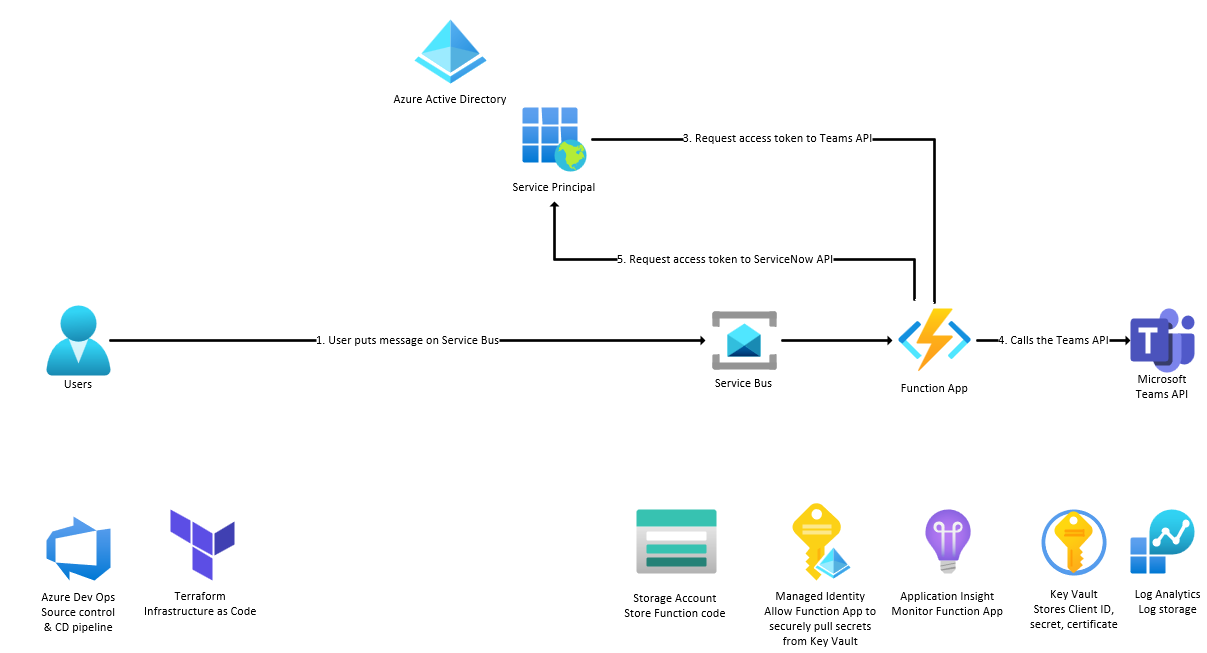 Azure Active Directory
3. Request access token to Teams API
Service Principal
5. Request access token to ServiceNow API
1. User puts message on Service Bus
4. Calls the Teams API
Users
Service Bus
Function App
Microsoft
Teams API
T
Azure Dev Ops
Source control
& CD pipeline
Terraform
Infrastructure as Code
Storage Account
Store Function code
Managed Identity
Allow Function App to
securely pull secrets
from Key Vault
Application Insight
Monitor Function App
Key Vault
Stores Client ID,
secret, certificate
Log Analytics
Log storage